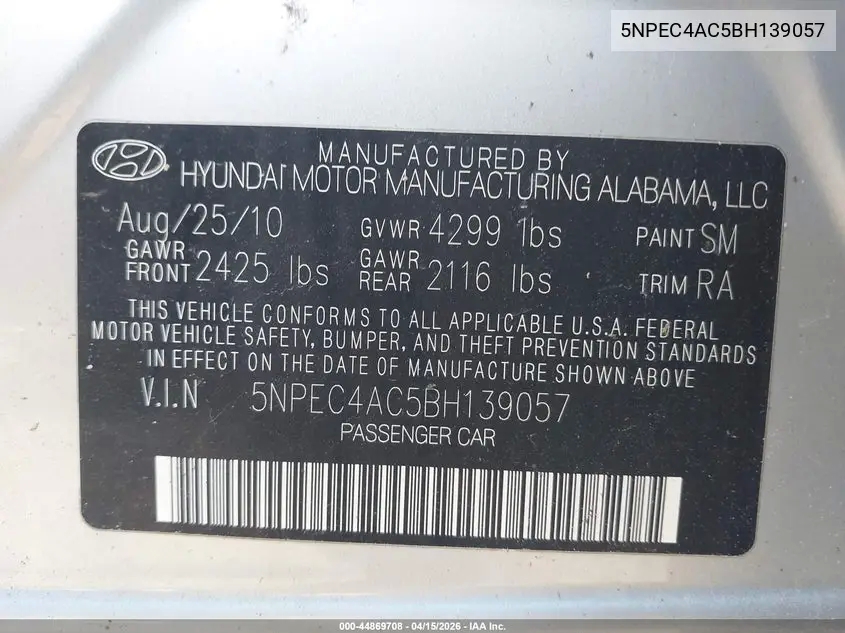 5NPEC4AC5BH139057
MANUFACTURED BY
HYUNDAI MOTOR MANUFACTURING ALABAMA, LLC
Aug/25/10 GVWR 4299 lbs PAINT SM
GAWR FRONT 2425 lbs GAWR REAR 2116 lbs TRIM RA
THIS VEHICLE CONFORMS TO ALL APPLICABLE U.S.A. FEDERAL
MOTOR VEHICLE SAFETY, BUMPER, AND THEFT PREVENTION STANDARDS
IN EFFECT ON THE DATE OF MANUFACTURE SHOWN ABOVE
V.I.N 5NPEC4AC5BH139057
PASSENGER CAR
000-44869708 - 04/15/2026 - IAA Inc.